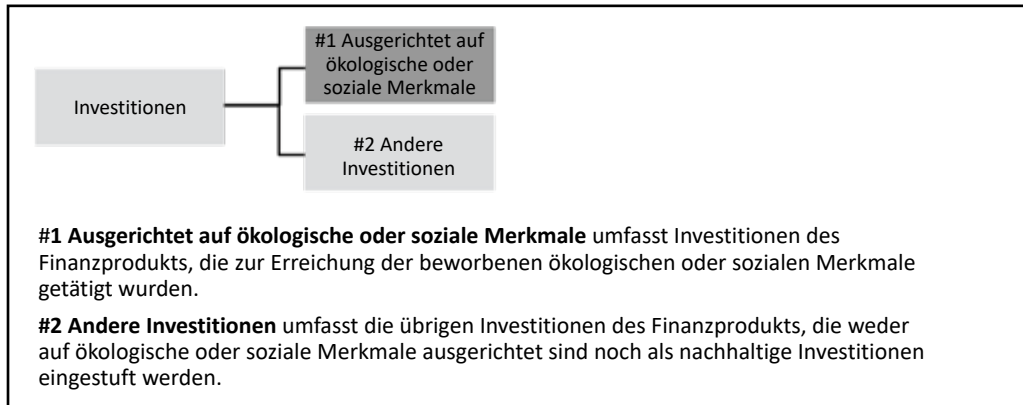 #1 Ausgerichtet auf
ökologische oder
soziale Merkmale
Investitionen
#2 Andere
Investitionen
#1 Ausgerichtet auf ökologische oder soziale Merkmale umfasst Investitionen des
Finanzprodukts, die zur Erreichung der beworbenen ökologischen oder sozialen Merkmale
getätigt wurden.
#2 Andere Investitionen umfasst die übrigen Investitionen des Finanzprodukts, die weder
auf ökologische oder soziale Merkmale ausgerichtet sind noch als nachhaltige Investitionen
eingestuft werden.